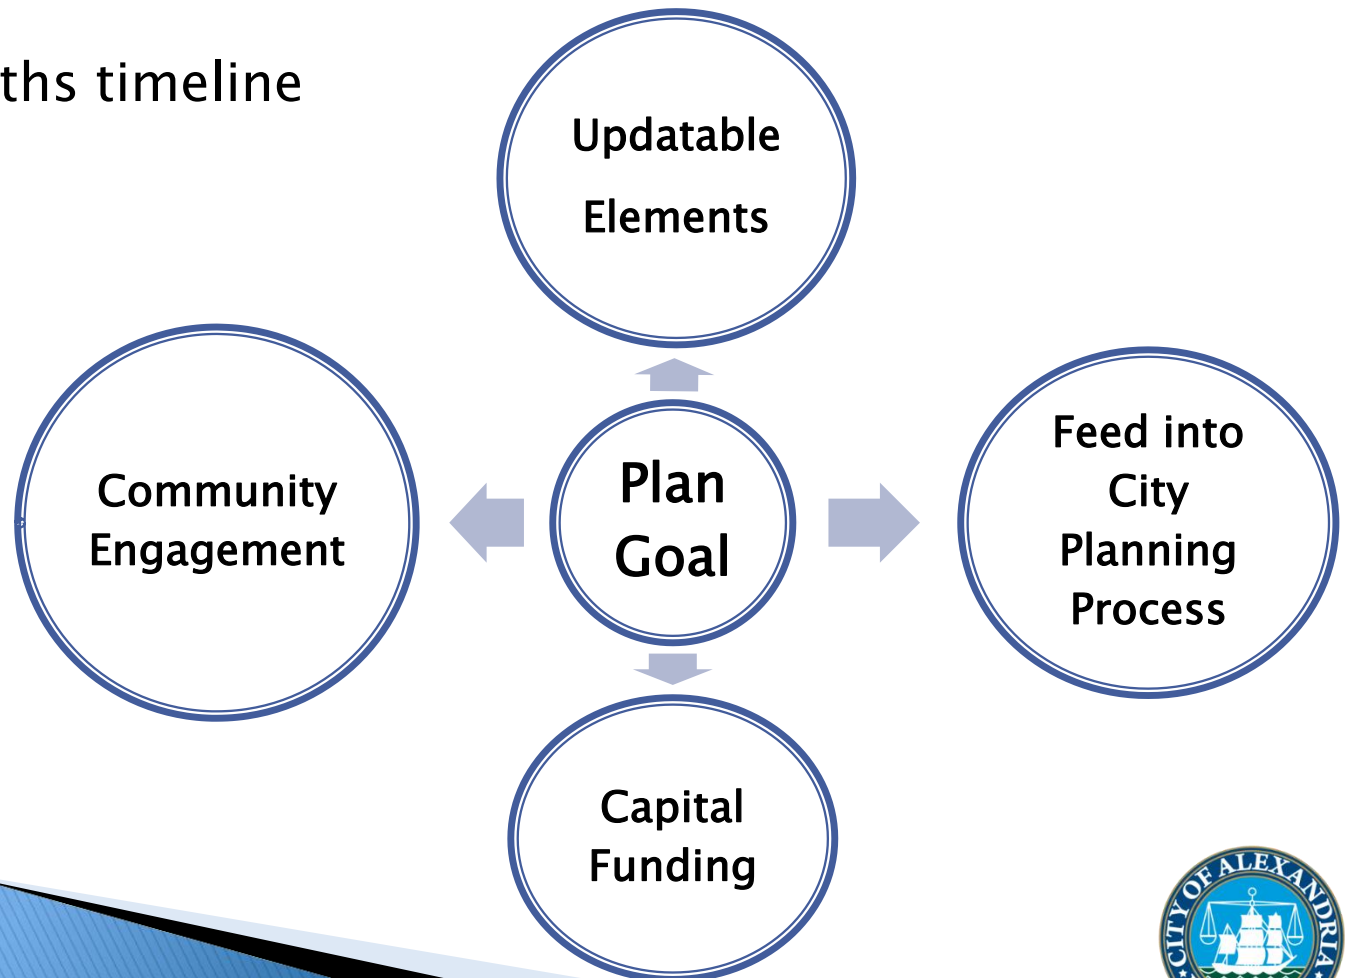 ths timeline
Updatable
Elements
Community
Engagement
Plan
Goal
Feed into
City
Planning
Process
Capital
Funding
CITY OF ALEXANDRIA